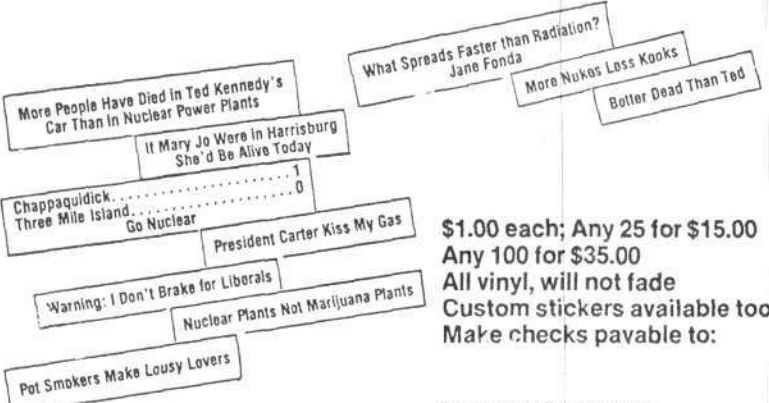 More People Have Died in Ted Kennedy's
Car Than In Nuclear Power Plants
If Mary Jo Were in Harrisburg
She'd Be Alive Today
Chappaquidick. . . . . . . . . . . . . . . . . . . . . 1
Three Mile Island. . . . . . . . . . . . . . . . . . . 0
Go Nuclear
President Carter Kiss My Gas
Warning: I Don't Brake for Liberals
Nuclear Plants Not Marijuana Plants
Pot Smokers Make Lousy Lovers
What Spreads Faster than Radiation?
Jane Fonda
More Nukes Less Kooks
Better Dead Than Ted
$1.00 each; Any 25 for $15.00
Any 100 for $35.00
All vinyl, will not fade
Custom stickers available too
Make checks payable to: